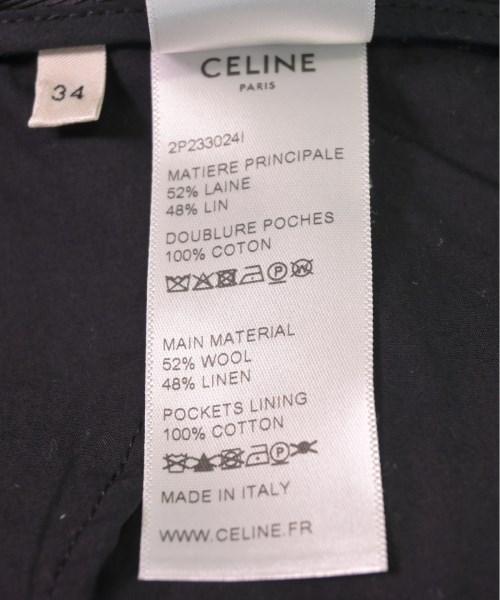 34
CELINE
PARIS
2P233024I
MATIERE PRINCIPALE
52% LAINE
48% LIN
DOUBLURE POCHES
100% COTON
MAIN MATERIAL
52% WOOL
48% LINEN
POCKETS LINING
100% COTTON
MADE IN ITALY
WWW.CELINE.FR